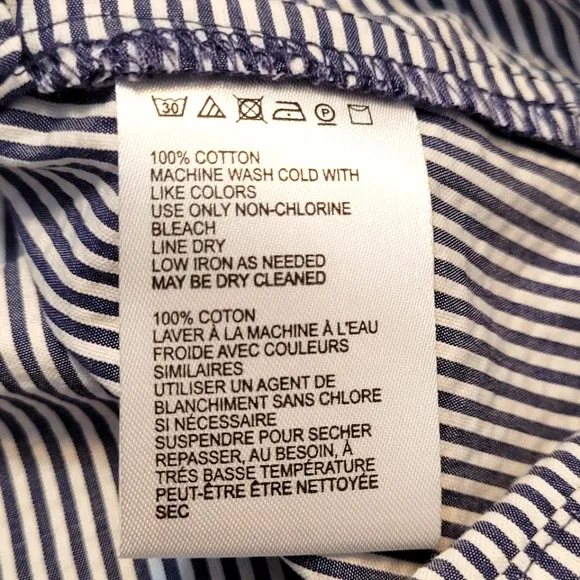 30 P
100% COTTON
MACHINE WASH COLD WITH
LIKE COLORS
USE ONLY NON-CHLORINE
BLEACH
LINE DRY
LOW IRON AS NEEDED
MAY BE DRY CLEANED
100% COTON
LAVER À LA MACHINE À L'EAU
FROIDE AVEC COULEURS
SIMILAIRES
UTILISER UN AGENT DE
BLANCHIMENT SANS CHLORE
SI NÉCESSAIRE
SUSPENDRE POUR SECHER
REPASSER, AU BESOIN, À
TRÉS BASSE TEMPÉRATURE
PEUT-ÊTRE ÊTRE NETTOYÉE
SEC